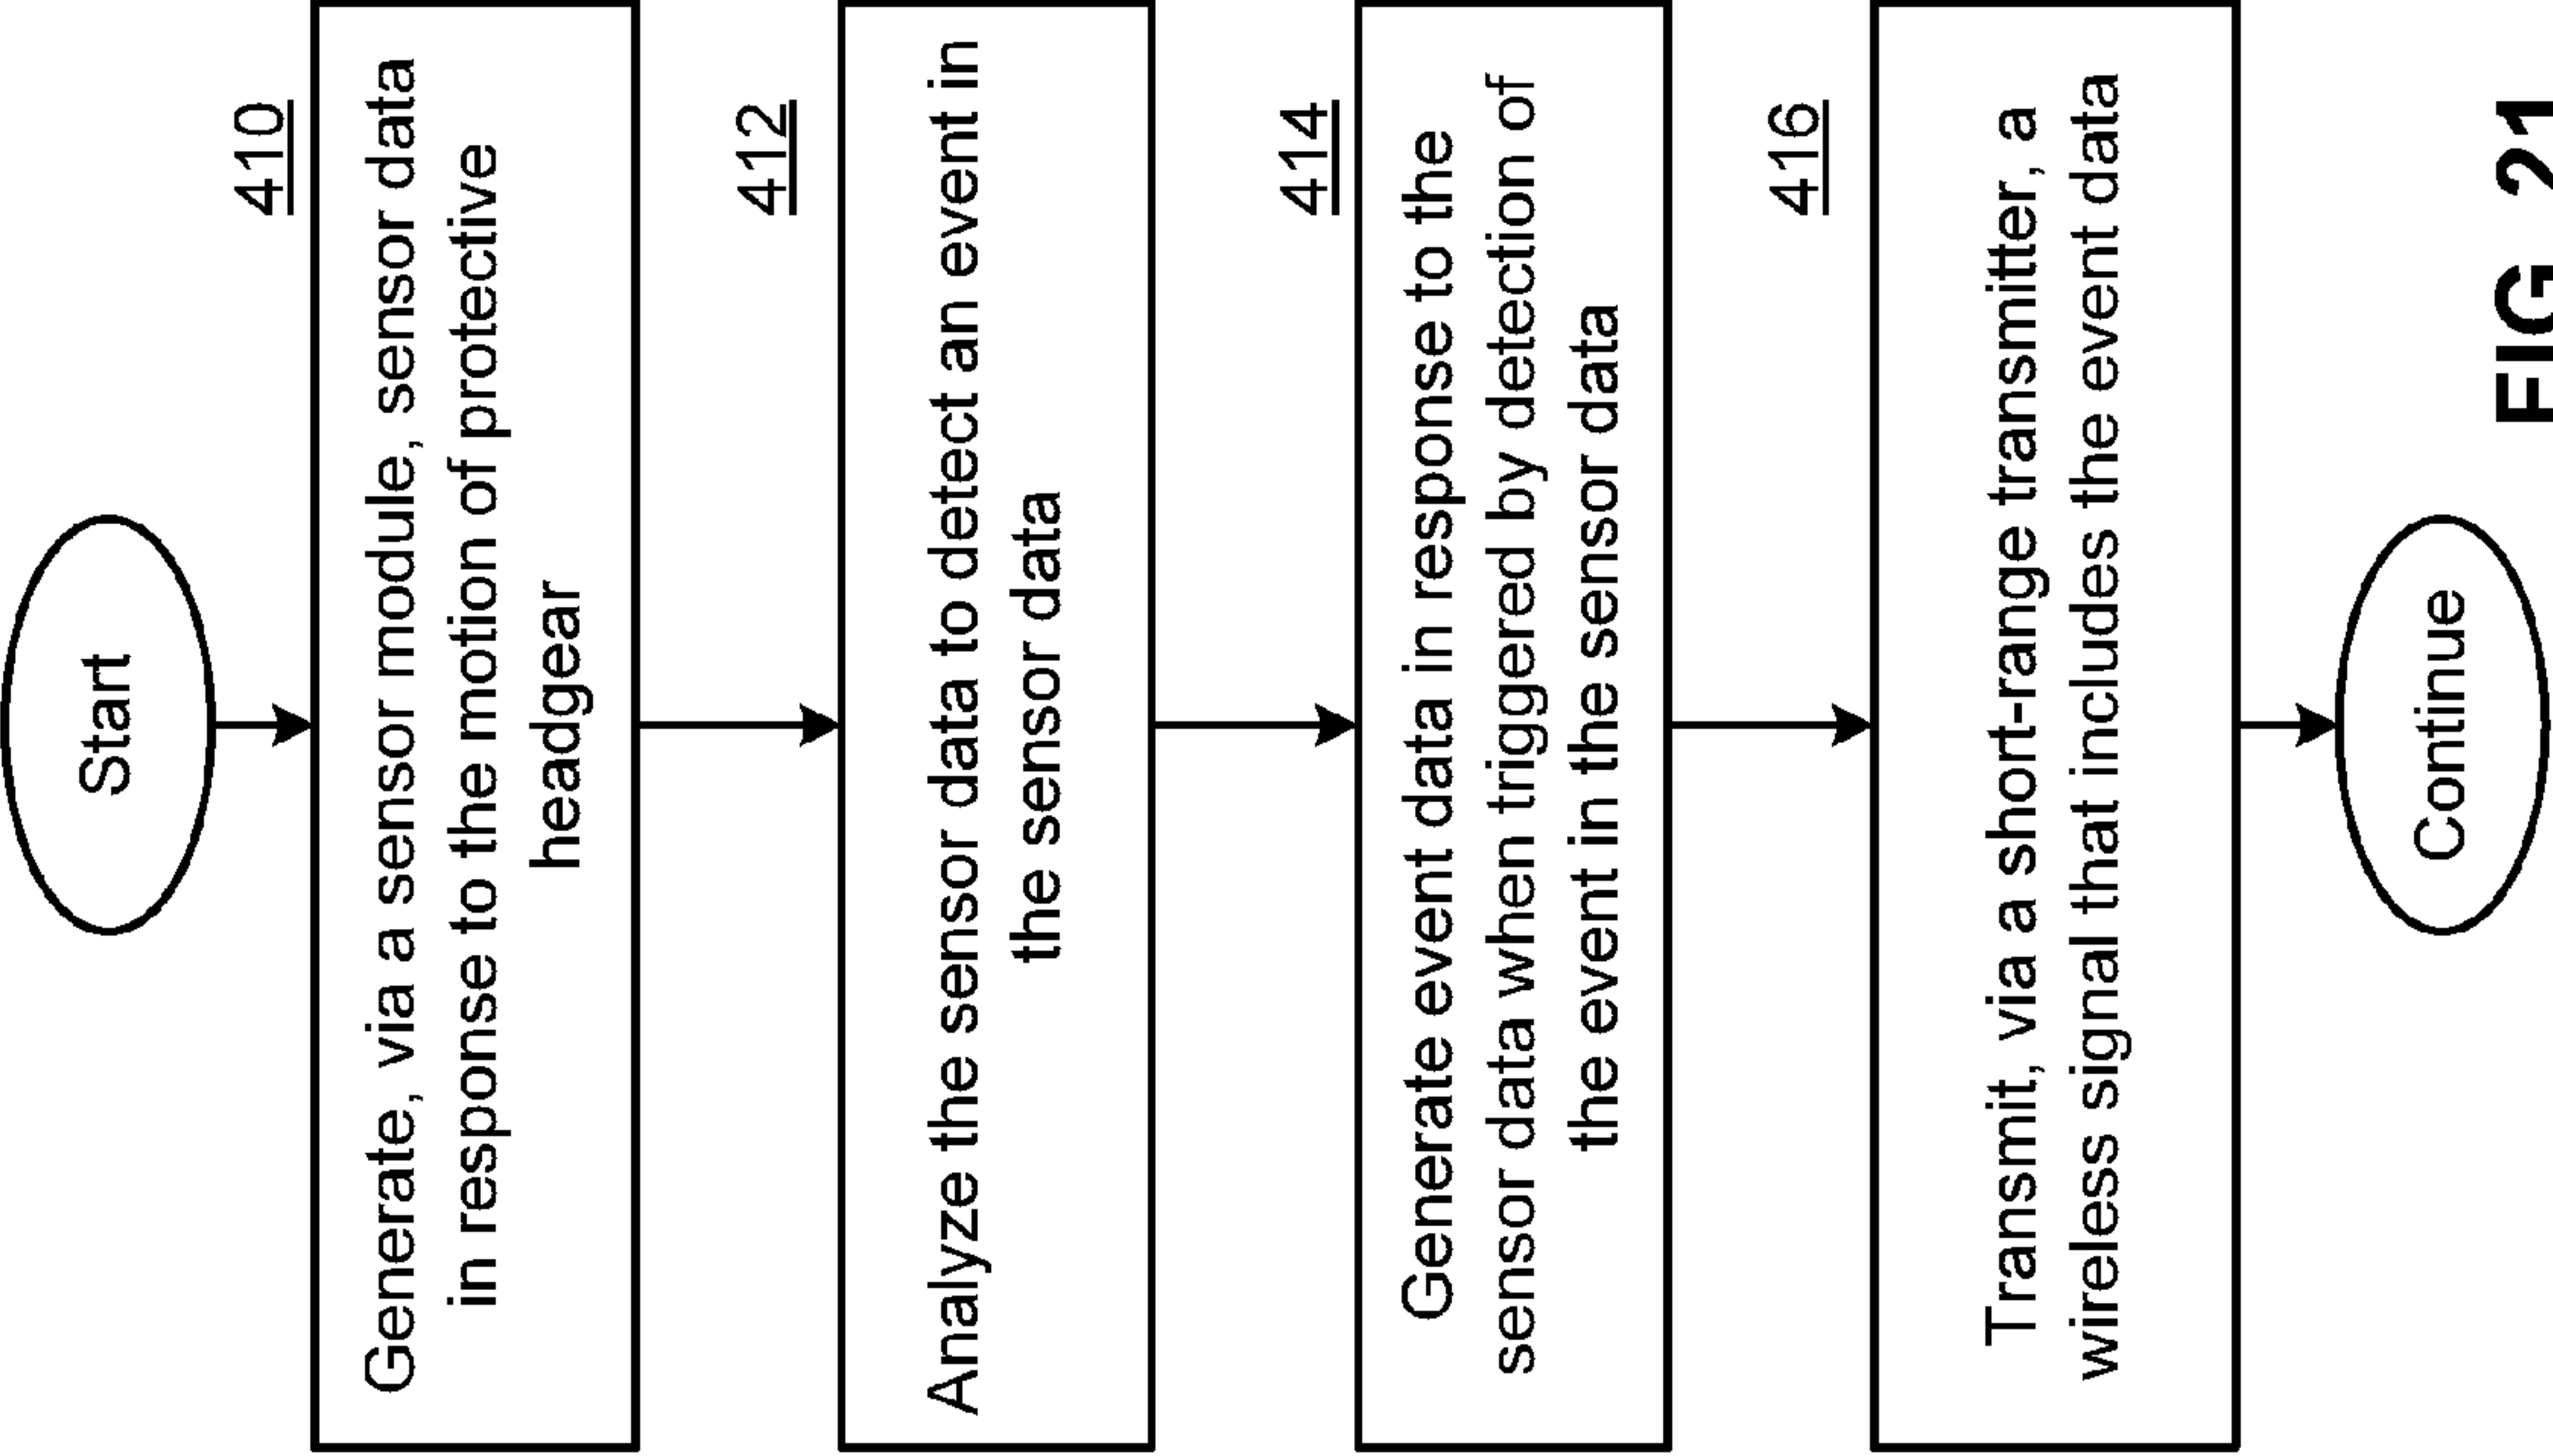 Start
410
Generate, via a sensor module, sensor data
in response to the motion of protective
headgear
412
Analyze the sensor data to detect an event in
the sensor data
414
Generate event data in response to the
sensor data when triggered by detection of
the event in the sensor data
416
Transmit, via a short-range transmitter, a
wireless signal that includes the event data
Continue
FIG. 21